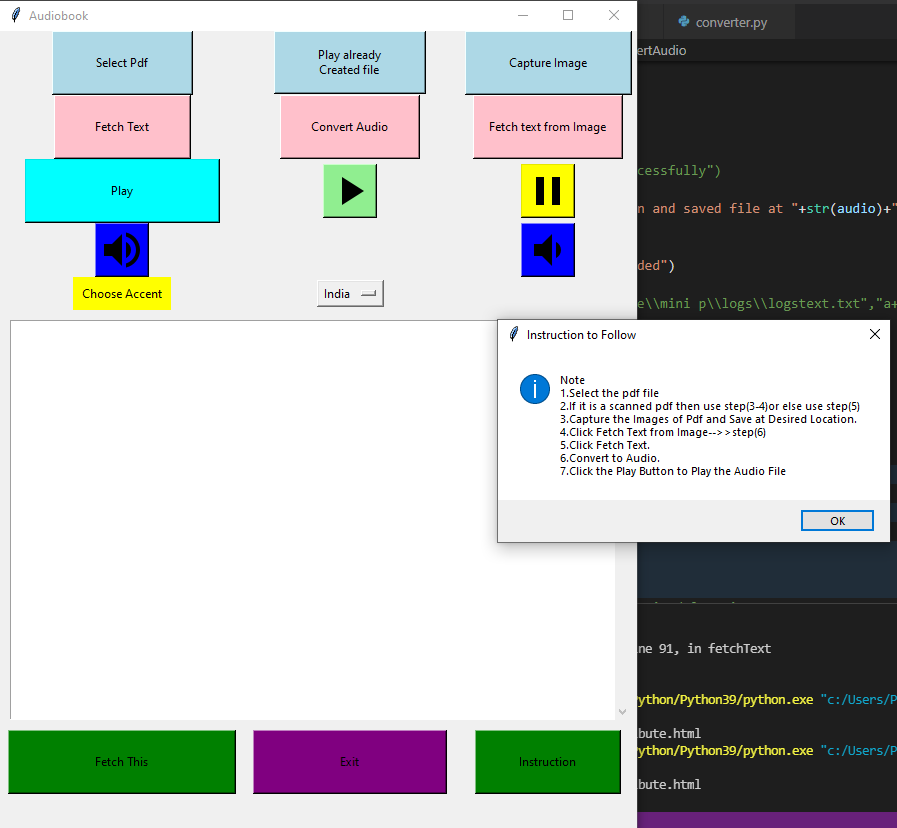 Audiobook
converter.py
ertAudio
Select Pdf
Play already
Created file
Capture Image
Fetch Text
Convert Audio
Fetch text from Image
cessfully")
Play
n and saved file at "+str(audio)+"
ded")
Choose Accent
India
e\\mini p\\logs\\logstext.txt","a+
Instruction to Follow
Note
1.Select the pdf file
2.If it is a scanned pdf then use step(3-4)or else use step(5)
3.Capture the Images of Pdf and Save at Desired Location.
4.Click Fetch Text from Image-->>step(6)
5.Click Fetch Text.
6.Convert to Audio.
7.Click the Play Button to Play the Audio File
OK
ne 91, in fetchText
ython/Python39/python.exe "c:/Users/P
bute.html
ython/Python39/python.exe "c:/Users/P
bute.html
Fetch This
Exit
Instruction